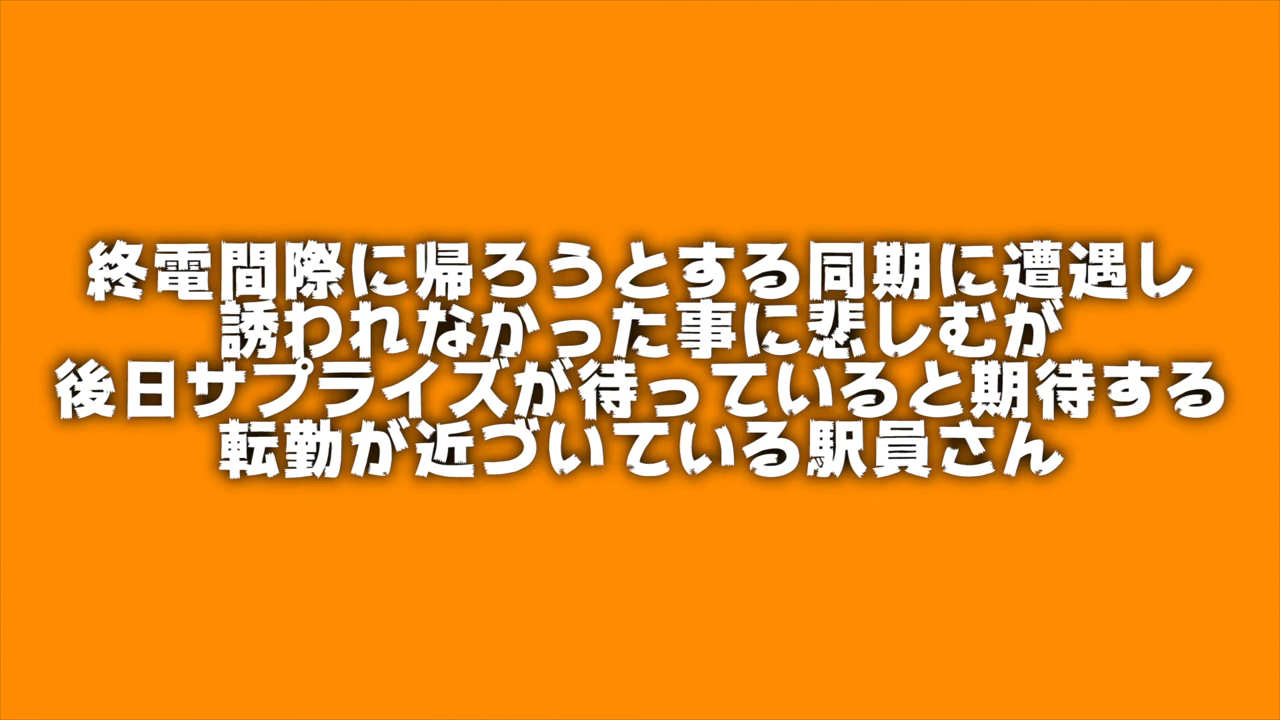 終電間際に帰ろうとする同期に遭遇し
誘われなかった事に悲しむが
後日サプライズが待っていると期待する
転勤が近づいている駅員さん